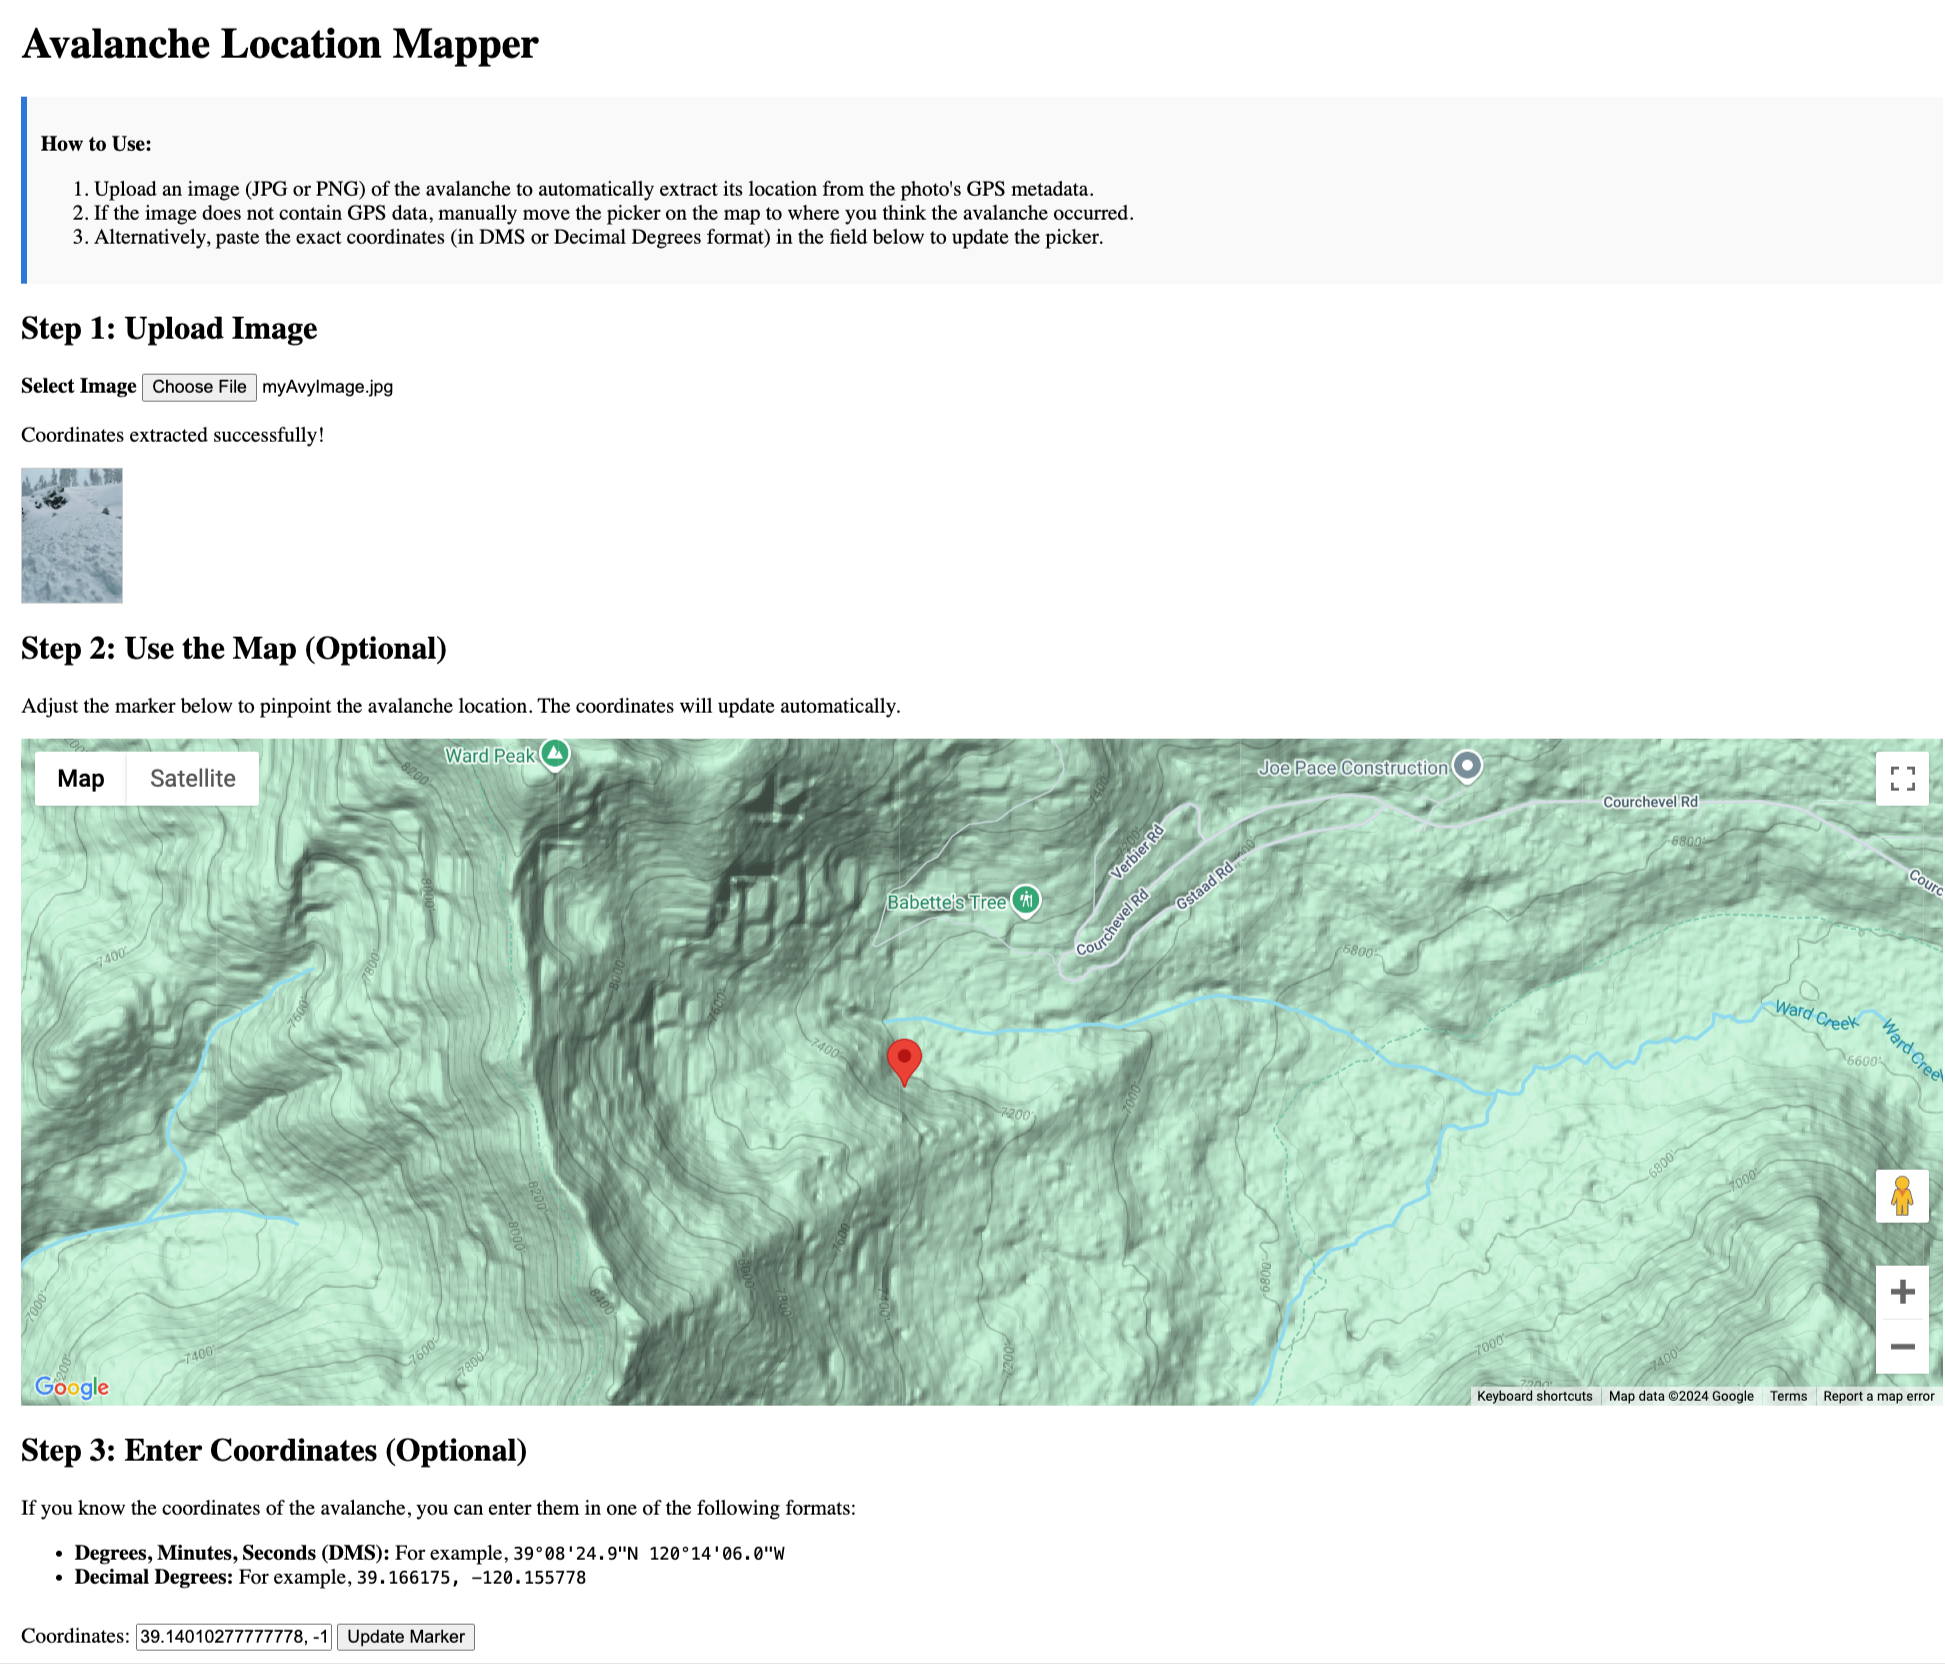 Avalanche Location Mapper
How to Use:
1. Upload an image (JPG or PNG) of the avalanche to automatically extract its location from the photo's GPS metadata.
2. If the image does not contain GPS data, manually move the picker on the map to where you think the avalanche occurred.
3. Alternatively, paste the exact coordinates (in DMS or Decimal Degrees format) in the field below to update the picker.
Step 1: Upload Image
Select Image Choose File myAvyImage.jpg
Coordinates extracted successfully!
Step 2: Use the Map (Optional)
Adjust the marker below to pinpoint the avalanche location. The coordinates will update automatically.
Ward Peak
Joe Pace Construction
Map Satellite
8200'
7400'
Courchevel Rd
6800'
Verbier Rd
Gstaad Rd
8000'
Babette's Tree
Courchevel Rd
7400'
7800'
8000'
6800'
7600'
7600'
Ward Creek
Ward Creek
7400'
6600'
7200'
7000'
6800'
7000'
8200'
8000'
7600'
6800'
8000'
7800'
8400'
7000'
7400'
7600'
7800'
7200'
7000'
7400'
7200'
Google
Keyboard shortcuts Map data ©2024 Google Terms Report a map error
Step 3: Enter Coordinates (Optional)
If you know the coordinates of the avalanche, you can enter them in one of the following formats:
• Degrees, Minutes, Seconds (DMS): For example, 39°08'24.9"N 120°14'06.0"W
• Decimal Degrees: For example, 39.166175, -120.155778
Coordinates: 39.14010277777778, -1 Update Marker